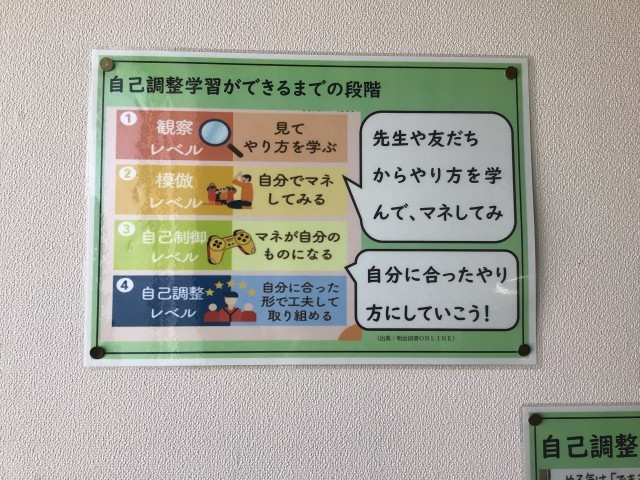 自己調整学習ができるまでの段階
1
観察
レベル
見て
やり方を学ぶ
2
模倣
レベル
自分でマネ
してみる
3
自己制御
レベル
マネが自分の
ものになる
4
自己調整
レベル
自分に合った
形で工夫して
取り組める
先生や友だち
からやり方を学
んで、マネしてみ
自分に合ったやり
方にしていこう!
(出典:明治図書ONLINE)
自己調整